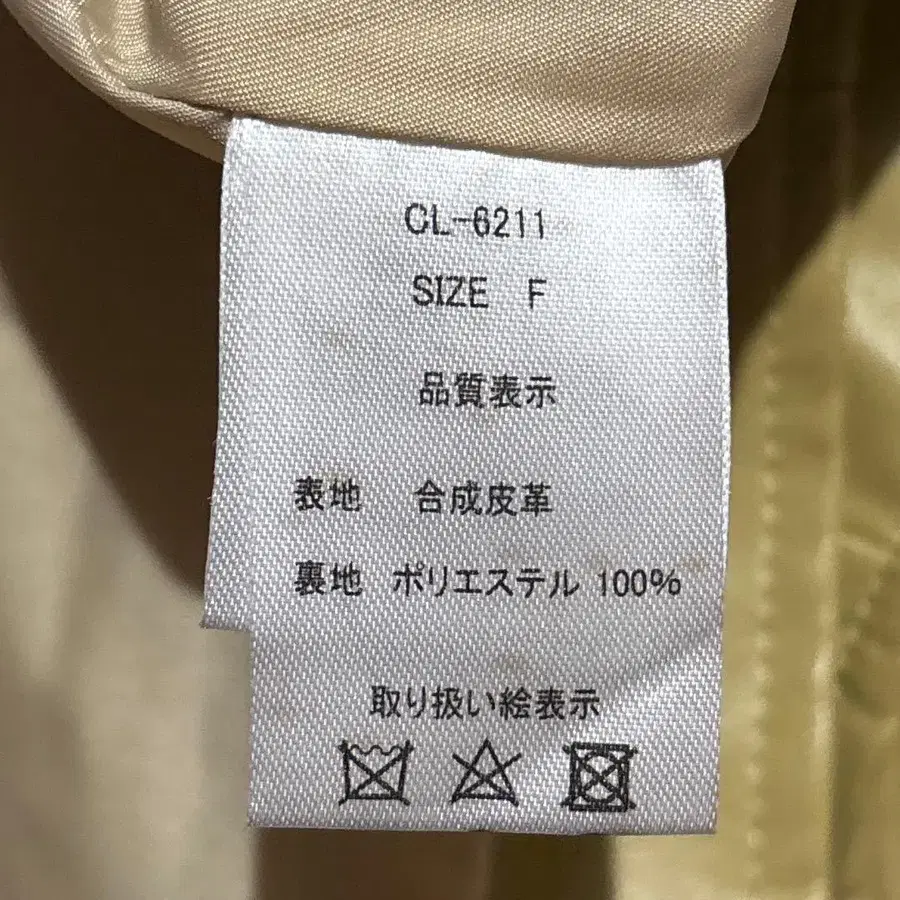 CL-6211
SIZE F
品質表示
表地 合成皮革
裏地 ポリエステル 100%
取り扱い絵表示